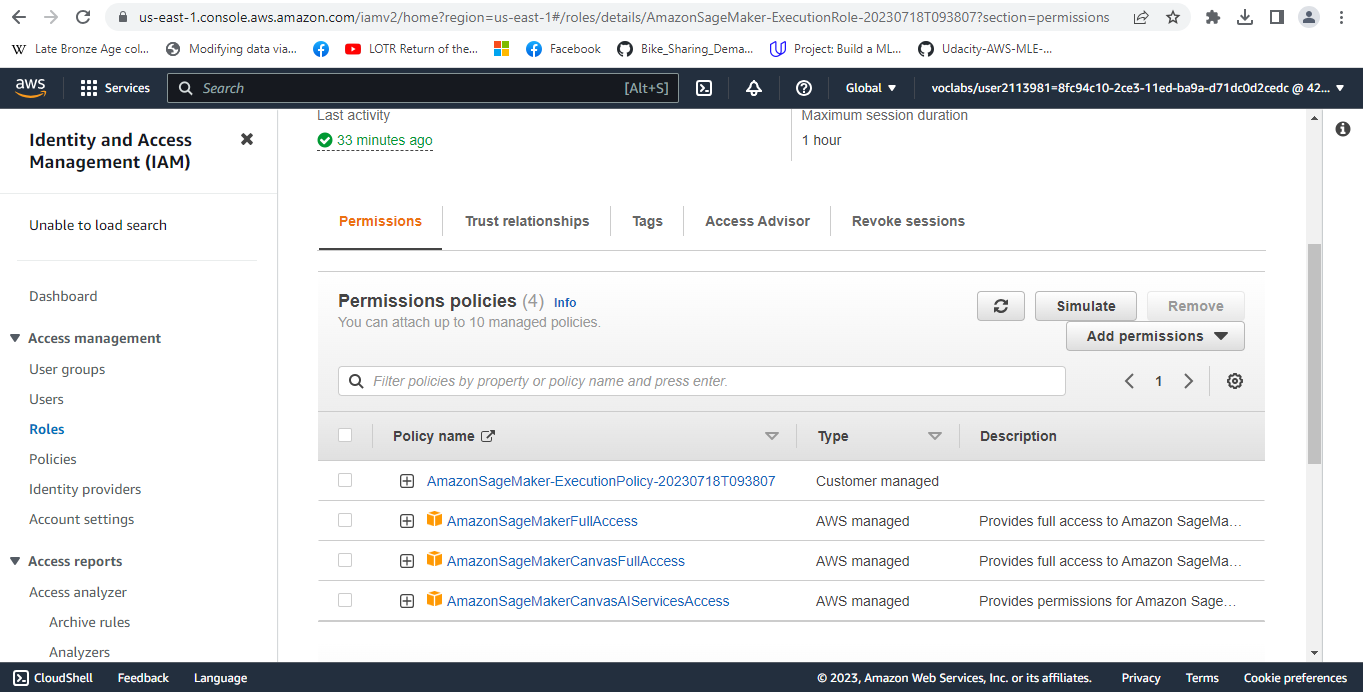 us-east-1.console.aws.amazon.com/iamv2/home?region=us-east-1#/roles/details/AmazonSageMaker-ExecutionRole-20230718T093807?section=permissions
W Late Bronze Age col... Modifying data via... LOTR Return of the... Facebook Bike_Sharing_Dema... Project: Build a ML... Udacity-AWS-MLE-...
aws Services Search [Alt+S] Global voclabs/user2113981=8fc94c10-2ce3-11ed-ba9a-d71dc0d2cedc @ 42...
Identity and Access
Management (IAM)
Unable to load search
Dashboard
Access management
User groups
Users
Roles
Policies
Identity providers
Account settings
Access reports
Access analyzer
Archive rules
Analyzers
Last activity
33 minutes ago
Maximum session duration
1 hour
Permissions Trust relationships Tags Access Advisor Revoke sessions
Permissions policies (4) Info
You can attach up to 10 managed policies.
Simulate Remove
Add permissions
Filter policies by property or policy name and press enter.
1
Policy name Type Description
AmazonSageMaker-ExecutionPolicy-20230718T093807 Customer managed
AmazonSageMakerFullAccess AWS managed Provides full access to Amazon SageMa...
AmazonSageMakerCanvasFullAccess AWS managed Provides full access to Amazon SageMa...
AmazonSageMakerCanvasAIServicesAccess AWS managed Provides permissions for Amazon Sage...
CloudShell Feedback Language © 2023, Amazon Web Services, Inc. or its affiliates. Privacy Terms Cookie preferences